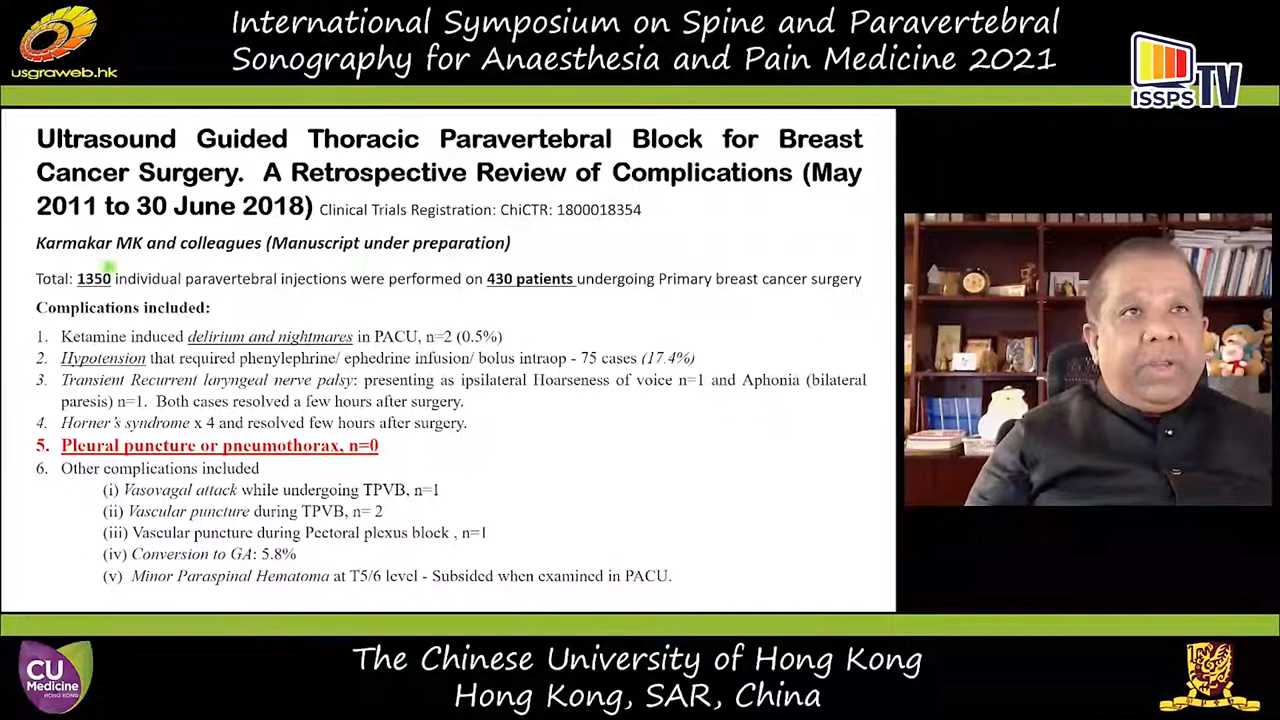 International Symposium on Spine and Paravertebral
Sonography for Anaesthesia and Pain Medicine 2021
usgraweb.hk
ISSPS TV
Ultrasound Guided Thoracic Paravertebral Block for Breast
Cancer Surgery. A Retrospective Review of Complications (May
2011 to 30 June 2018) Clinical Trials Registration: ChiCTR: 1800018354
Karmakar MK and colleagues (Manuscript under preparation)
Total: 1350 individual paravertebral injections were performed on 430 patients undergoing Primary breast cancer surgery
Complications included:
1. Ketamine induced delirium and nightmares in PACU, n=2 (0.5%)
2. Hypotension that required phenylephrine/ ephedrine infusion/ bolus intraop - 75 cases (17.4%)
3. Transient Recurrent laryngeal nerve palsy: presenting as ipsilateral Hoarseness of voice n=1 and Aphonia (bilateral
paresis) n=1. Both cases resolved a few hours after surgery.
4. Horner's syndrome x 4 and resolved few hours after surgery.
5. Pleural puncture or pneumothorax, n=0
6. Other complications included
(i) Vasovagal attack while undergoing TPVB, n=1
(ii) Vascular puncture during TPVB, n= 2
(iii) Vascular puncture during Pectoral plexus block , n=1
(iv) Conversion to GA: 5.8%
(v) Minor Paraspinal Hematoma at T5/6 level - Subsided when examined in PACU.
CU
Medicine
HONG KONG
The Chinese University of Hong Kong
Hong Kong, SAR, China